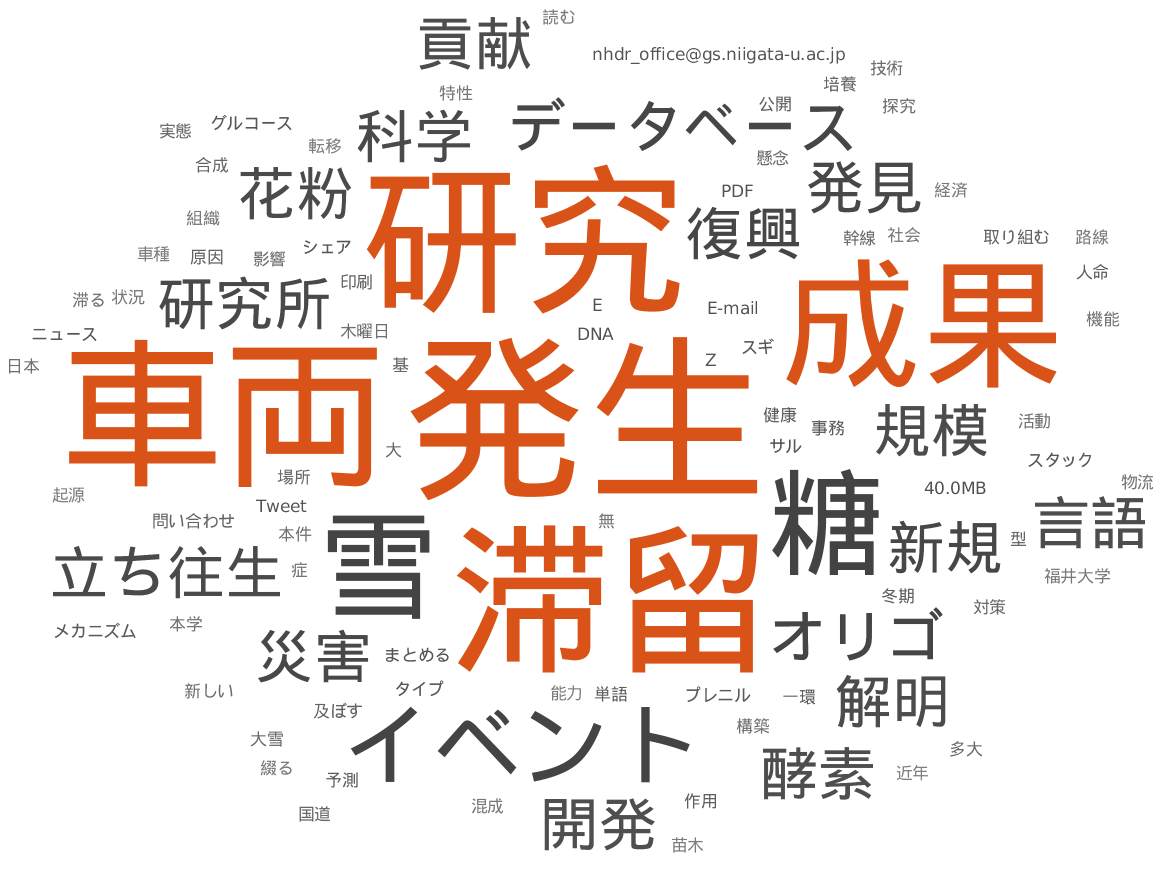 読む
貢献
nhdr_office@gs.niigata-u.ac.jp
技術
培養
特性
公開
探究
データベース
実態
グルコース
科学
転移
合成
懸念
花粉
研究
PDF
発見
経済
組織
復興
車種
原因
影響
シェア
幹線
社会
取り組む
路線
印刷
成果
人命
滞る
状況
研究所
E
E-mail
機能
ニュース
木曜日
DNA
スギ
日本
車両
基
発生
Z
健康
サル
事務
規模
活動
大
スタック
場所
起源
糖
40.0MB
物流
Tweet
問い合わせ
本件
雪
無
新規
型
言語
立ち往生
症
滞留
福井大学
冬期
対策
メカニズム
本学
オリゴ
災害
まとめる
新しい
タイプ
能力
単語
プレニル
一環
解明
及ぼす
構築
大雪
イベント
多大
綴る
予測
酵素
近年
国道
混成
開発
作用
苗木